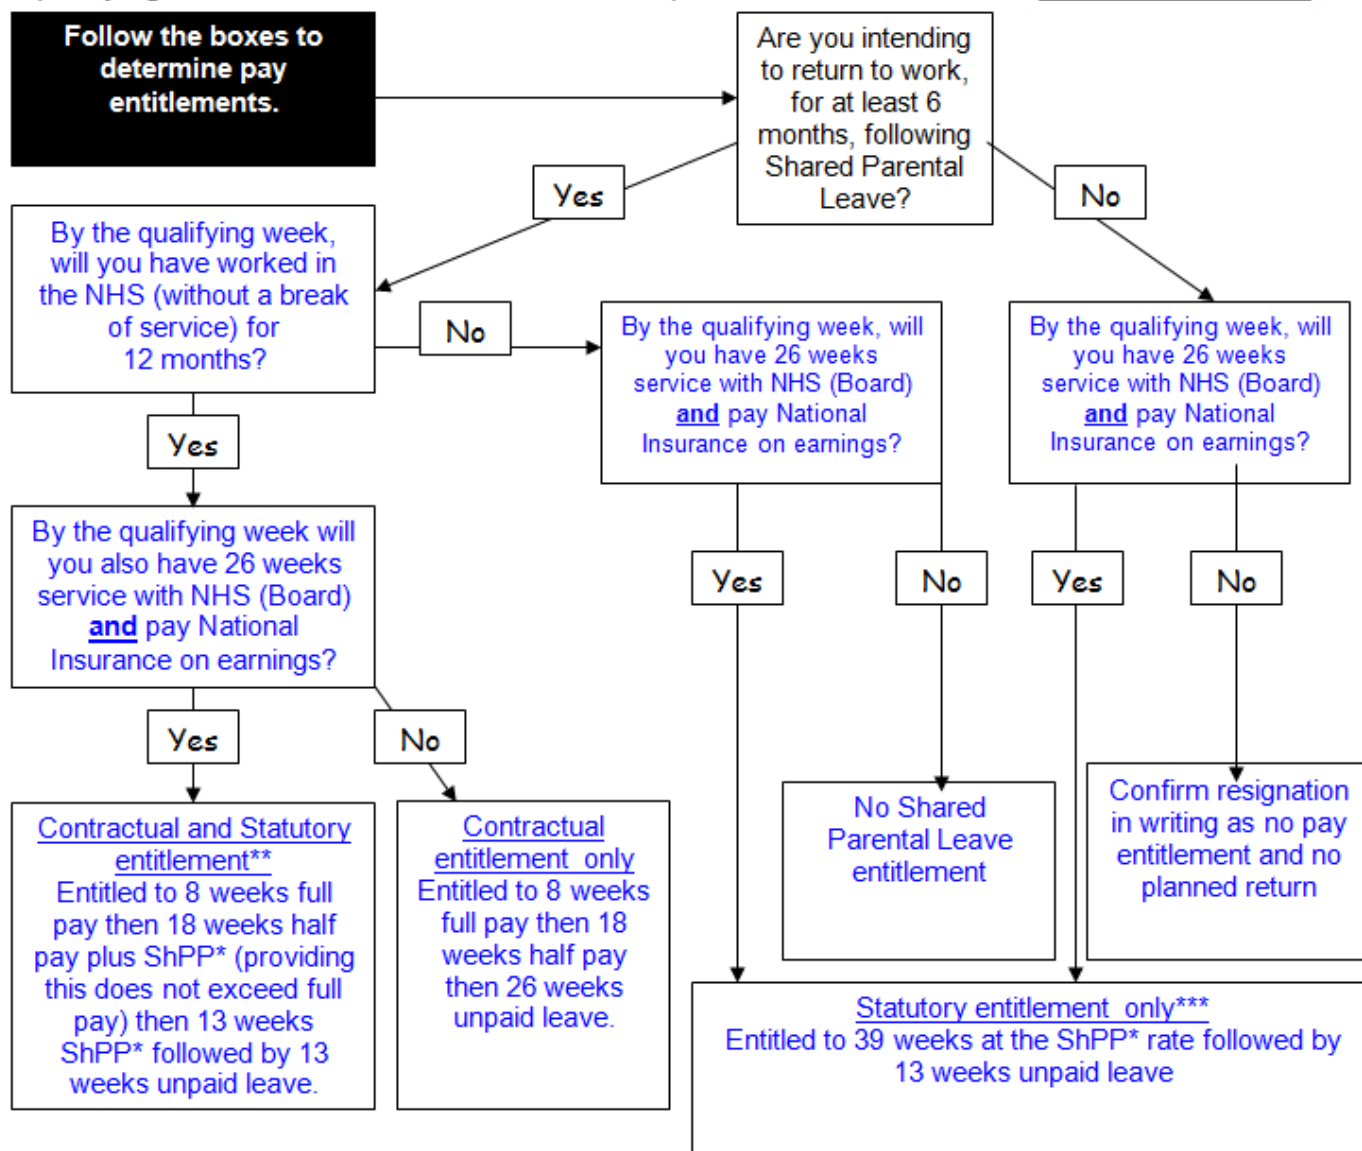 Follow the boxes to
determine pay
entitlements.
Are you intending
to return to work,
for at least 6
months, following
Shared Parental
Leave?
Yes
No
By the qualifying week,
will you have worked in
the NHS (without a break
of service) for
12 months?
No
By the qualifying week, will
you have 26 weeks
service with NHS (Board)
and pay National
Insurance on earnings?
By the qualifying week, will
you have 26 weeks
service with NHS (Board)
and pay National
Insurance on earnings?
Yes
By the qualifying week will
you also have 26 weeks
service with NHS (Board)
and pay National
Insurance on earnings?
Yes
No
Yes
No
Yes
No
Contractual and Statutory
entitlement**
Entitled to 8 weeks full
pay then 18 weeks half
pay plus ShPP* (providing
this does not exceed full
pay) then 13 weeks
ShPP* followed by 13
weeks unpaid leave.
Contractual
entitlement only
Entitled to 8 weeks
full pay then 18
weeks half pay
then 26 weeks
unpaid leave.
No Shared
Parental Leave
entitlement
Confirm resignation
in writing as no pay
entitlement and no
planned return
Statutory entitlement only***
Entitled to 39 weeks at the ShPP* rate followed by
13 weeks unpaid leave